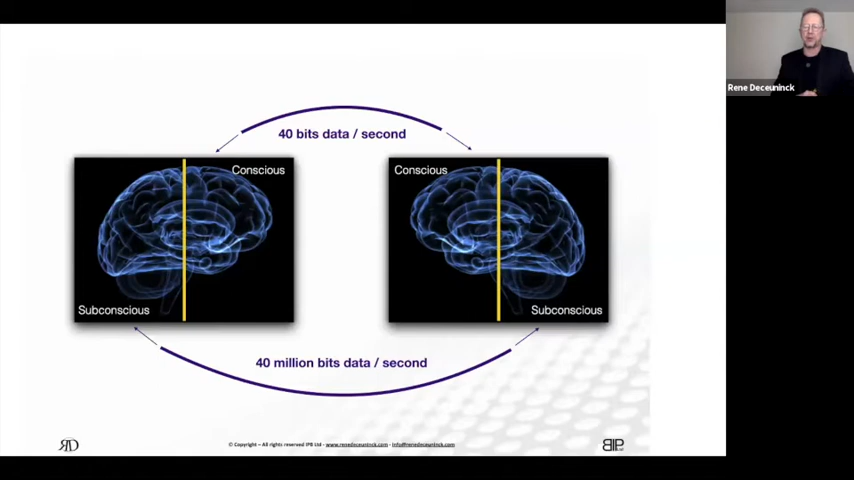 Rene Deceuninck
40 bits data / second
Conscious
Conscious
Subconscious
Subconscious
40 million bits data / second
RD
© Copyright – All rights reserved IPB Ltd - www.renedeceuninck.com - info@renedeceuninck.com